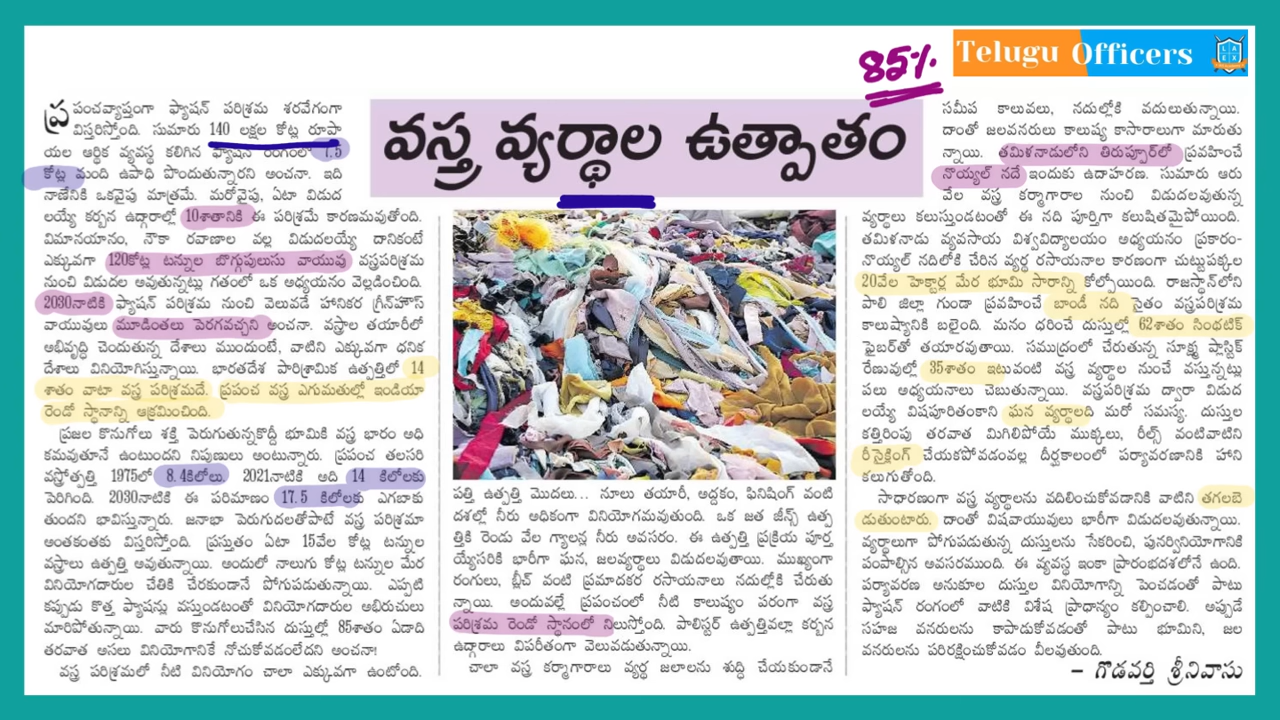 85%
Telugu Officers
వస్త్ర వ్యర్థాల ఉత్పాతం
ప్రపంచవ్యాప్తంగా ఫ్యాషన్ పరిశ్రమ శరవేగంగా
విస్తరిస్తోంది. సుమారు 140 లక్షల కోట్ల రూపా
యల ఆర్థిక వ్యవస్థ కలిగిన ఫ్యాషన్ రంగంలో 7.5
కోట్ల మంది ఉపాధి పొందుతున్నారని అంచనా. ఇది
నాణేనికి ఒకవైపు మాత్రమే. మరోవైపు, ఏటా విడుద
లయ్యే కర్బన ఉద్గారాల్లో 10శాతానికి ఈ పరిశ్రమే కారణమవుతోంది.
విమానయానం, నౌకా రవాణాల వల్ల విడుదలయ్యే దానికంటే
ఎక్కువగా 120కోట్ల టన్నుల బొగ్గుపులుసు వాయువు వస్త్రపరిశ్రమ
నుంచి విడుదల అవుతున్నట్లు గతంలో ఒక అధ్యయనం వెల్లడించింది.
2030నాటికి ఫ్యాషన్ పరిశ్రమ నుంచి వెలువడే హానికర గ్రీన్‌హౌస్
వాయువులు మూడింతలు పెరగవచ్చని అంచనా. వస్త్రాల తయారీలో
అభివృద్ధి చెందుతున్న దేశాలు ముందుంటే, వాటిని ఎక్కువగా ధనిక
దేశాలు వినియోగిస్తున్నాయి. భారతదేశ పారిశ్రామిక ఉత్పత్తిలో 14
శాతం వాటా వస్త్ర పరిశ్రమదే. ప్రపంచ వస్త్ర ఎగుమతుల్లో ఇండియా
రెండో స్థానాన్ని ఆక్రమించింది.
ప్రజల కొనుగోలు శక్తి పెరుగుతున్నకొద్దీ భూమికి వస్త్ర భారం అధి
కమవుతూనే ఉంటుందని నిపుణులు అంటున్నారు. ప్రపంచ తలసరి
వస్త్రోత్పత్తి 1975లో 8.4కిలోలు. 2021నాటికి అది 14 కిలోలకు
పెరిగింది. 2030నాటికి ఈ పరిమాణం 17.5 కిలోలకు ఎగబాకు
తుందని భావిస్తున్నారు. జనాభా పెరుగుదలతోపాటే వస్త్ర పరిశ్రమా
అంతకంతకు విస్తరిస్తోంది. ప్రస్తుతం ఏటా 15వేల కోట్ల టన్నుల
వస్త్రాలు ఉత్పత్తి అవుతున్నాయి. అందులో నాలుగు కోట్ల టన్నుల మేర
వినియోగదారుల చేతికి చేరకుండానే పోగుపడుతున్నాయి. ఎప్పటి
కప్పుడు కొత్త ఫ్యాషన్లు వస్తుండటంతో వినియోగదారుల అభిరుచులు
మారిపోతున్నాయి. వారు కొనుగోలుచేసిన దుస్తుల్లో 85శాతం ఏడాది
తరవాత అసలు వినియోగానికే నోచుకోవడంలేదని అంచనా!
వస్త్ర పరిశ్రమలో నీటి వినియోగం చాలా ఎక్కువగా ఉంటోంది.
పత్తి ఉత్పత్తి మొదలు... నూలు తయారీ, అద్దకం, ఫినిషింగ్ వంటి
దశల్లో నీరు అధికంగా వినియోగమవుతుంది. ఒక జత జీన్స్ ఉత్ప
త్తికి రెండు వేల గ్యాలన్ల నీరు అవసరం. ఈ ఉత్పత్తి ప్రక్రియ పూర్త
య్యేసరికి భారీగా ఘన, జలవ్యర్థాలు విడుదలవుతాయి. ముఖ్యంగా
రంగులు, బ్లీచ్ వంటి ప్రమాదకర రసాయనాలు నదుల్లోకి చేరుతు
న్నాయి. అందువల్లే ప్రపంచంలో నీటి కాలుష్యం పరంగా వస్త్ర
పరిశ్రమ రెండో స్థానంలో నిలుస్తోంది. పాలిస్టర్ ఉత్పత్తివల్లా కర్బన
ఉద్గారాలు విపరీతంగా వెలువడుతున్నాయి.
చాలా వస్త్ర కర్మాగారాలు వ్యర్థ జలాలను శుద్ధి చేయకుండానే
సమీప కాలువలు, నదుల్లోకి వదులుతున్నాయి.
దాంతో జలవనరులు కాలుష్య కాసారాలుగా మారుతు
న్నాయి. తమిళనాడులోని తిరుప్పూర్‌లో ప్రవహించే
నొయ్యల్ నదే ఇందుకు ఉదాహరణ. సుమారు ఆరు
వేల వస్త్ర కర్మాగారాల నుంచి విడుదలవుతున్న
వ్యర్థాలు కలుస్తుండటంతో ఈ నది పూర్తిగా కలుషితమైపోయింది.
తమిళనాడు వ్యవసాయ విశ్వవిద్యాలయం అధ్యయనం ప్రకారం-
నొయ్యల్ నదిలోకి చేరిన వ్యర్థ రసాయనాల కారణంగా చుట్టుపక్కల
20వేల హెక్టార్ల మేర భూమి సారాన్ని కోల్పోయింది. రాజస్థాన్‌లోని
పాలి జిల్లా గుండా ప్రవహించే బాండీ నది సైతం వస్త్రపరిశ్రమ
కాలుష్యానికి బలైంది. మనం ధరించే దుస్తుల్లో 62శాతం సింథటిక్
ఫైబర్‌తో తయారవుతాయి. సముద్రంలో చేరుతున్న సూక్ష్మ ప్లాస్టిక్
రేణువుల్లో 35శాతం ఇటువంటి వస్త్ర వ్యర్థాల నుంచే వస్తున్నట్లు
పలు అధ్యయనాలు చెబుతున్నాయి. వస్త్రపరిశ్రమ ద్వారా విడుద
లయ్యే విషపూరితంకాని ఘన వ్యర్థాలది మరో సమస్య. దుస్తుల
కత్తిరింపు తరవాత మిగిలిపోయే ముక్కలు, రీల్స్ వంటివాటిని
రీసైక్లింగ్ చేయకపోవడంవల్ల దీర్ఘకాలంలో పర్యావరణానికి హాని
కలుగుతోంది.
సాధారణంగా వస్త్ర వ్యర్థాలను వదిలించుకోవడానికి వాటిని తగలబె
డుతుంటారు. దాంతో విషవాయువులు భారీగా విడుదలవుతున్నాయి.
వ్యర్థాలుగా పోగుపడుతున్న దుస్తులను సేకరించి, పునర్వినియోగానికి
పంపాల్సిన అవసరముంది. ఈ వ్యవస్థ ఇంకా ప్రారంభదశలోనే ఉంది.
పర్యావరణ అనుకూల దుస్తుల వినియోగాన్ని పెంచడంతో పాటు
ఫ్యాషన్ రంగంలో వాటికి విశేష ప్రాధాన్యం కల్పించాలి. అప్పుడే
సహజ వనరులను కాపాడుకోవడంతో పాటు భూమిని, జల
వనరులను పరిరక్షించుకోవడం వీలవుతుంది.
– గొడవర్తి శ్రీనివాసు